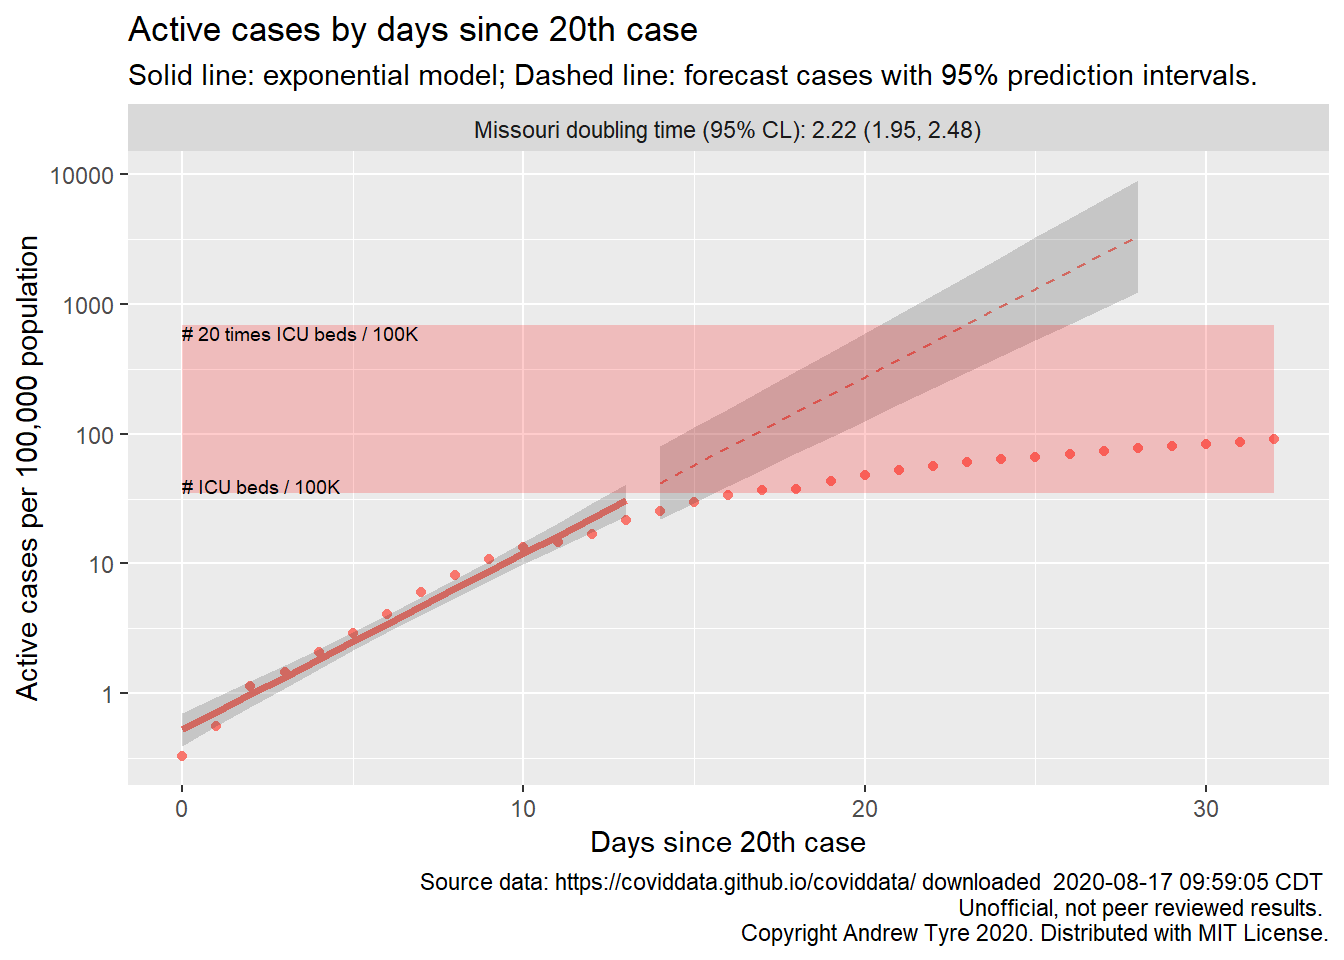 Active cases by days since 20th case
Solid line: exponential model; Dashed line: forecast cases with 95% prediction intervals.
Missouri doubling time (95% CL): 2.22 (1.95, 2.48)
Active cases per 100,000 population
10000
1000
100
10
1
# 20 times ICU beds / 100K
# ICU beds / 100K
0
10
20
30
Days since 20th case
Source data: https://coviddata.github.io/coviddata/ downloaded  2020-08-17 09:59:05 CDT
Unofficial, not peer reviewed results.
Copyright Andrew Tyre 2020. Distributed with MIT License.